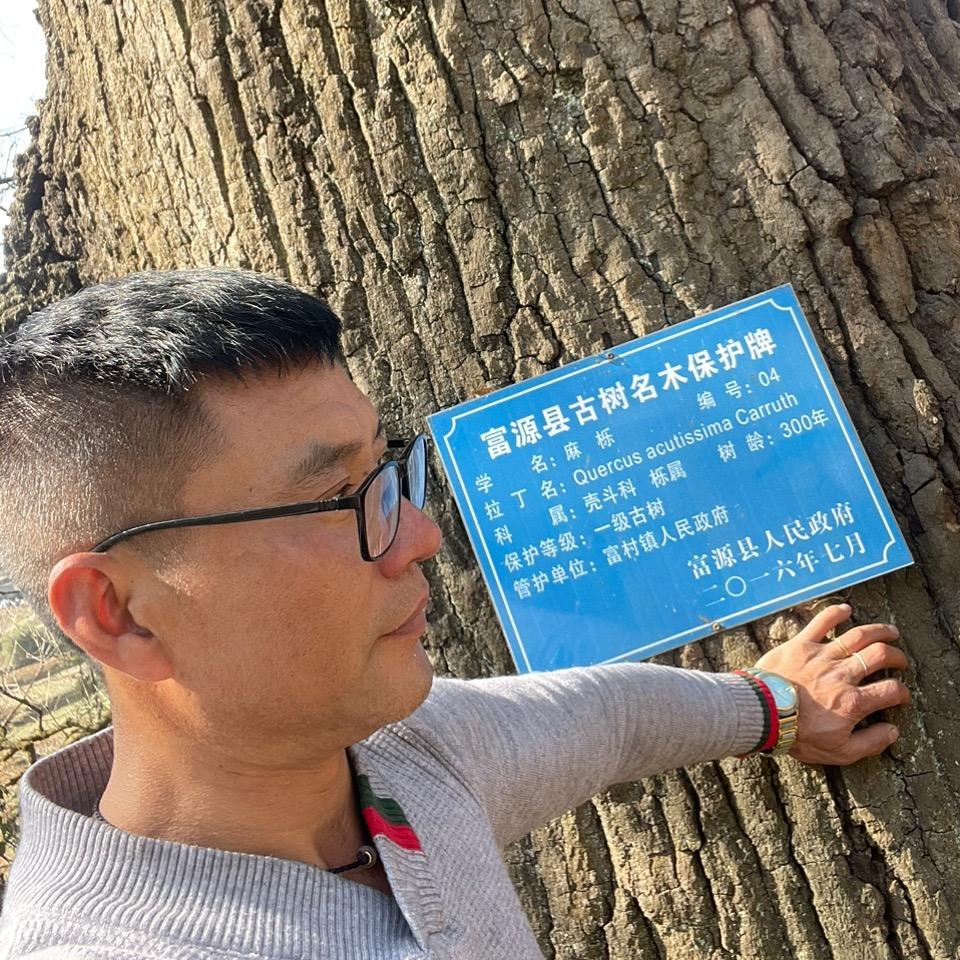 富源县古树名木保护牌
编号：04
学名：麻栎
拉丁名：Quercus acutissima Carruth
科属：壳斗科 栎属 树龄：300年
保护等级：一级古树
管护单位：富村镇人民政府
富源县人民政府
二〇一六年七月